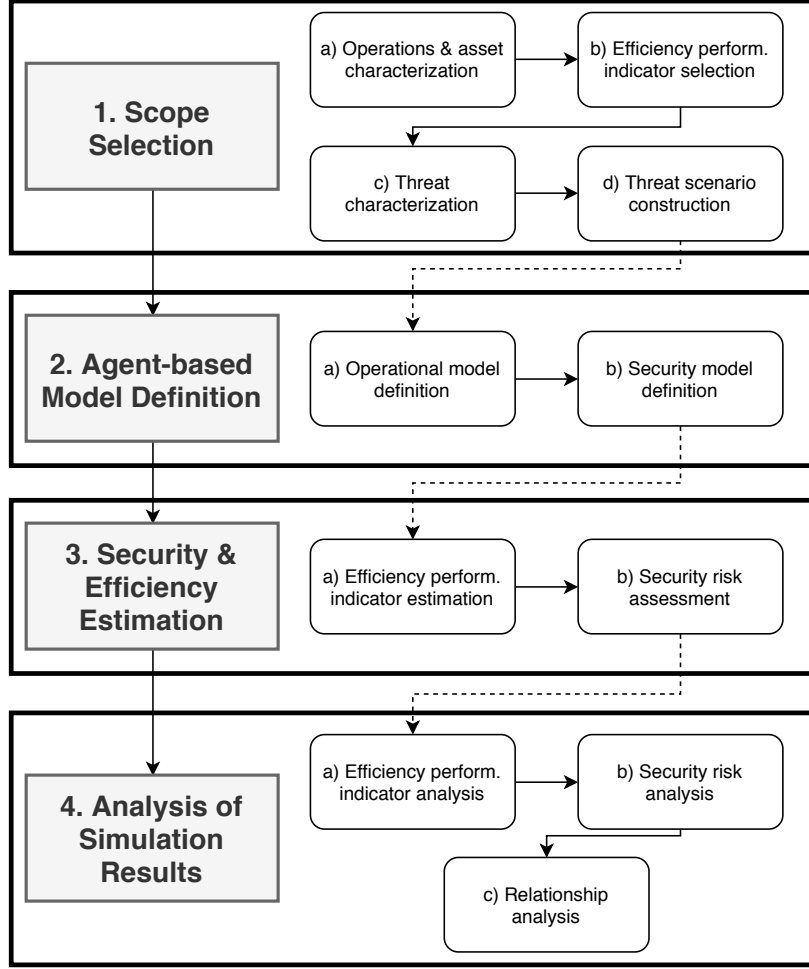 1. Scope
Selection
a) Operations & asset
characterization
b) Efficiency perform.
indicator selection
c) Threat
characterization
d) Threat scenario
construction
2. Agent-based
Model Definition
a) Operational model
definition
b) Security model
definition
3. Security &
Efficiency
Estimation
a) Efficiency perform.
indicator estimation
b) Security risk
assessment
4. Analysis of
Simulation
Results
a) Efficiency perform.
indicator analysis
b) Security risk
analysis
c) Relationship
analysis